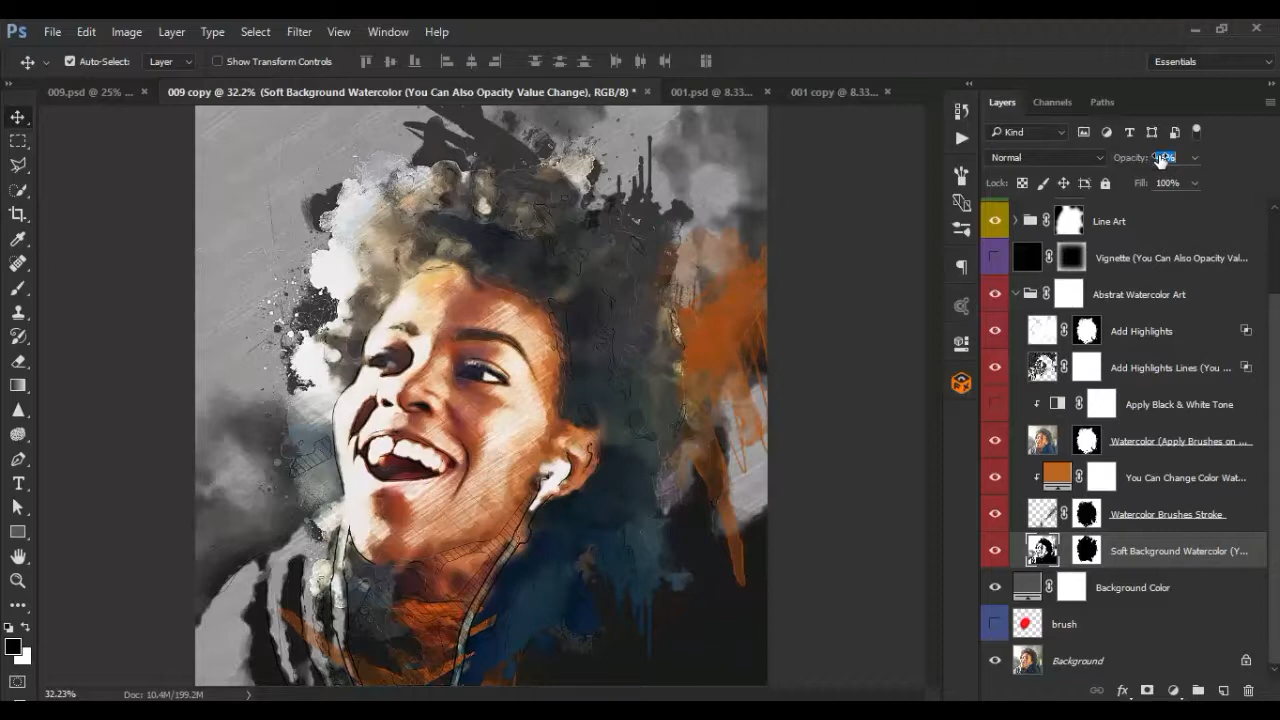 Ps File Edit Image Layer Type Select Filter View Window Help
Auto-Select: Layer Show Transform Controls Essentials
009.psd @ 25% ... × 009 copy @ 32.2% (Soft Background Watercolor (You Can Also Opacity Value Change), RGB/8) * × 001.psd @ 8.33... × 001 copy @ 8.33... ×
Layers Channels Paths
Kind
Normal Opacity:
Lock: Fill: 100%
Line Art
Vignette (You Can Also Opacity Val...
Abstrat Watercolor Art
Add Highlights
Add Highlights Lines (You ...
Apply Black & White Tone
Watercolor (Apply Brushes on ...
You Can Change Color Wat...
Watercolor Brushes Stroke
Soft Background Watercolor (Y...
Background Color
brush
Background
32.23% Doc: 10.4M/199.2M